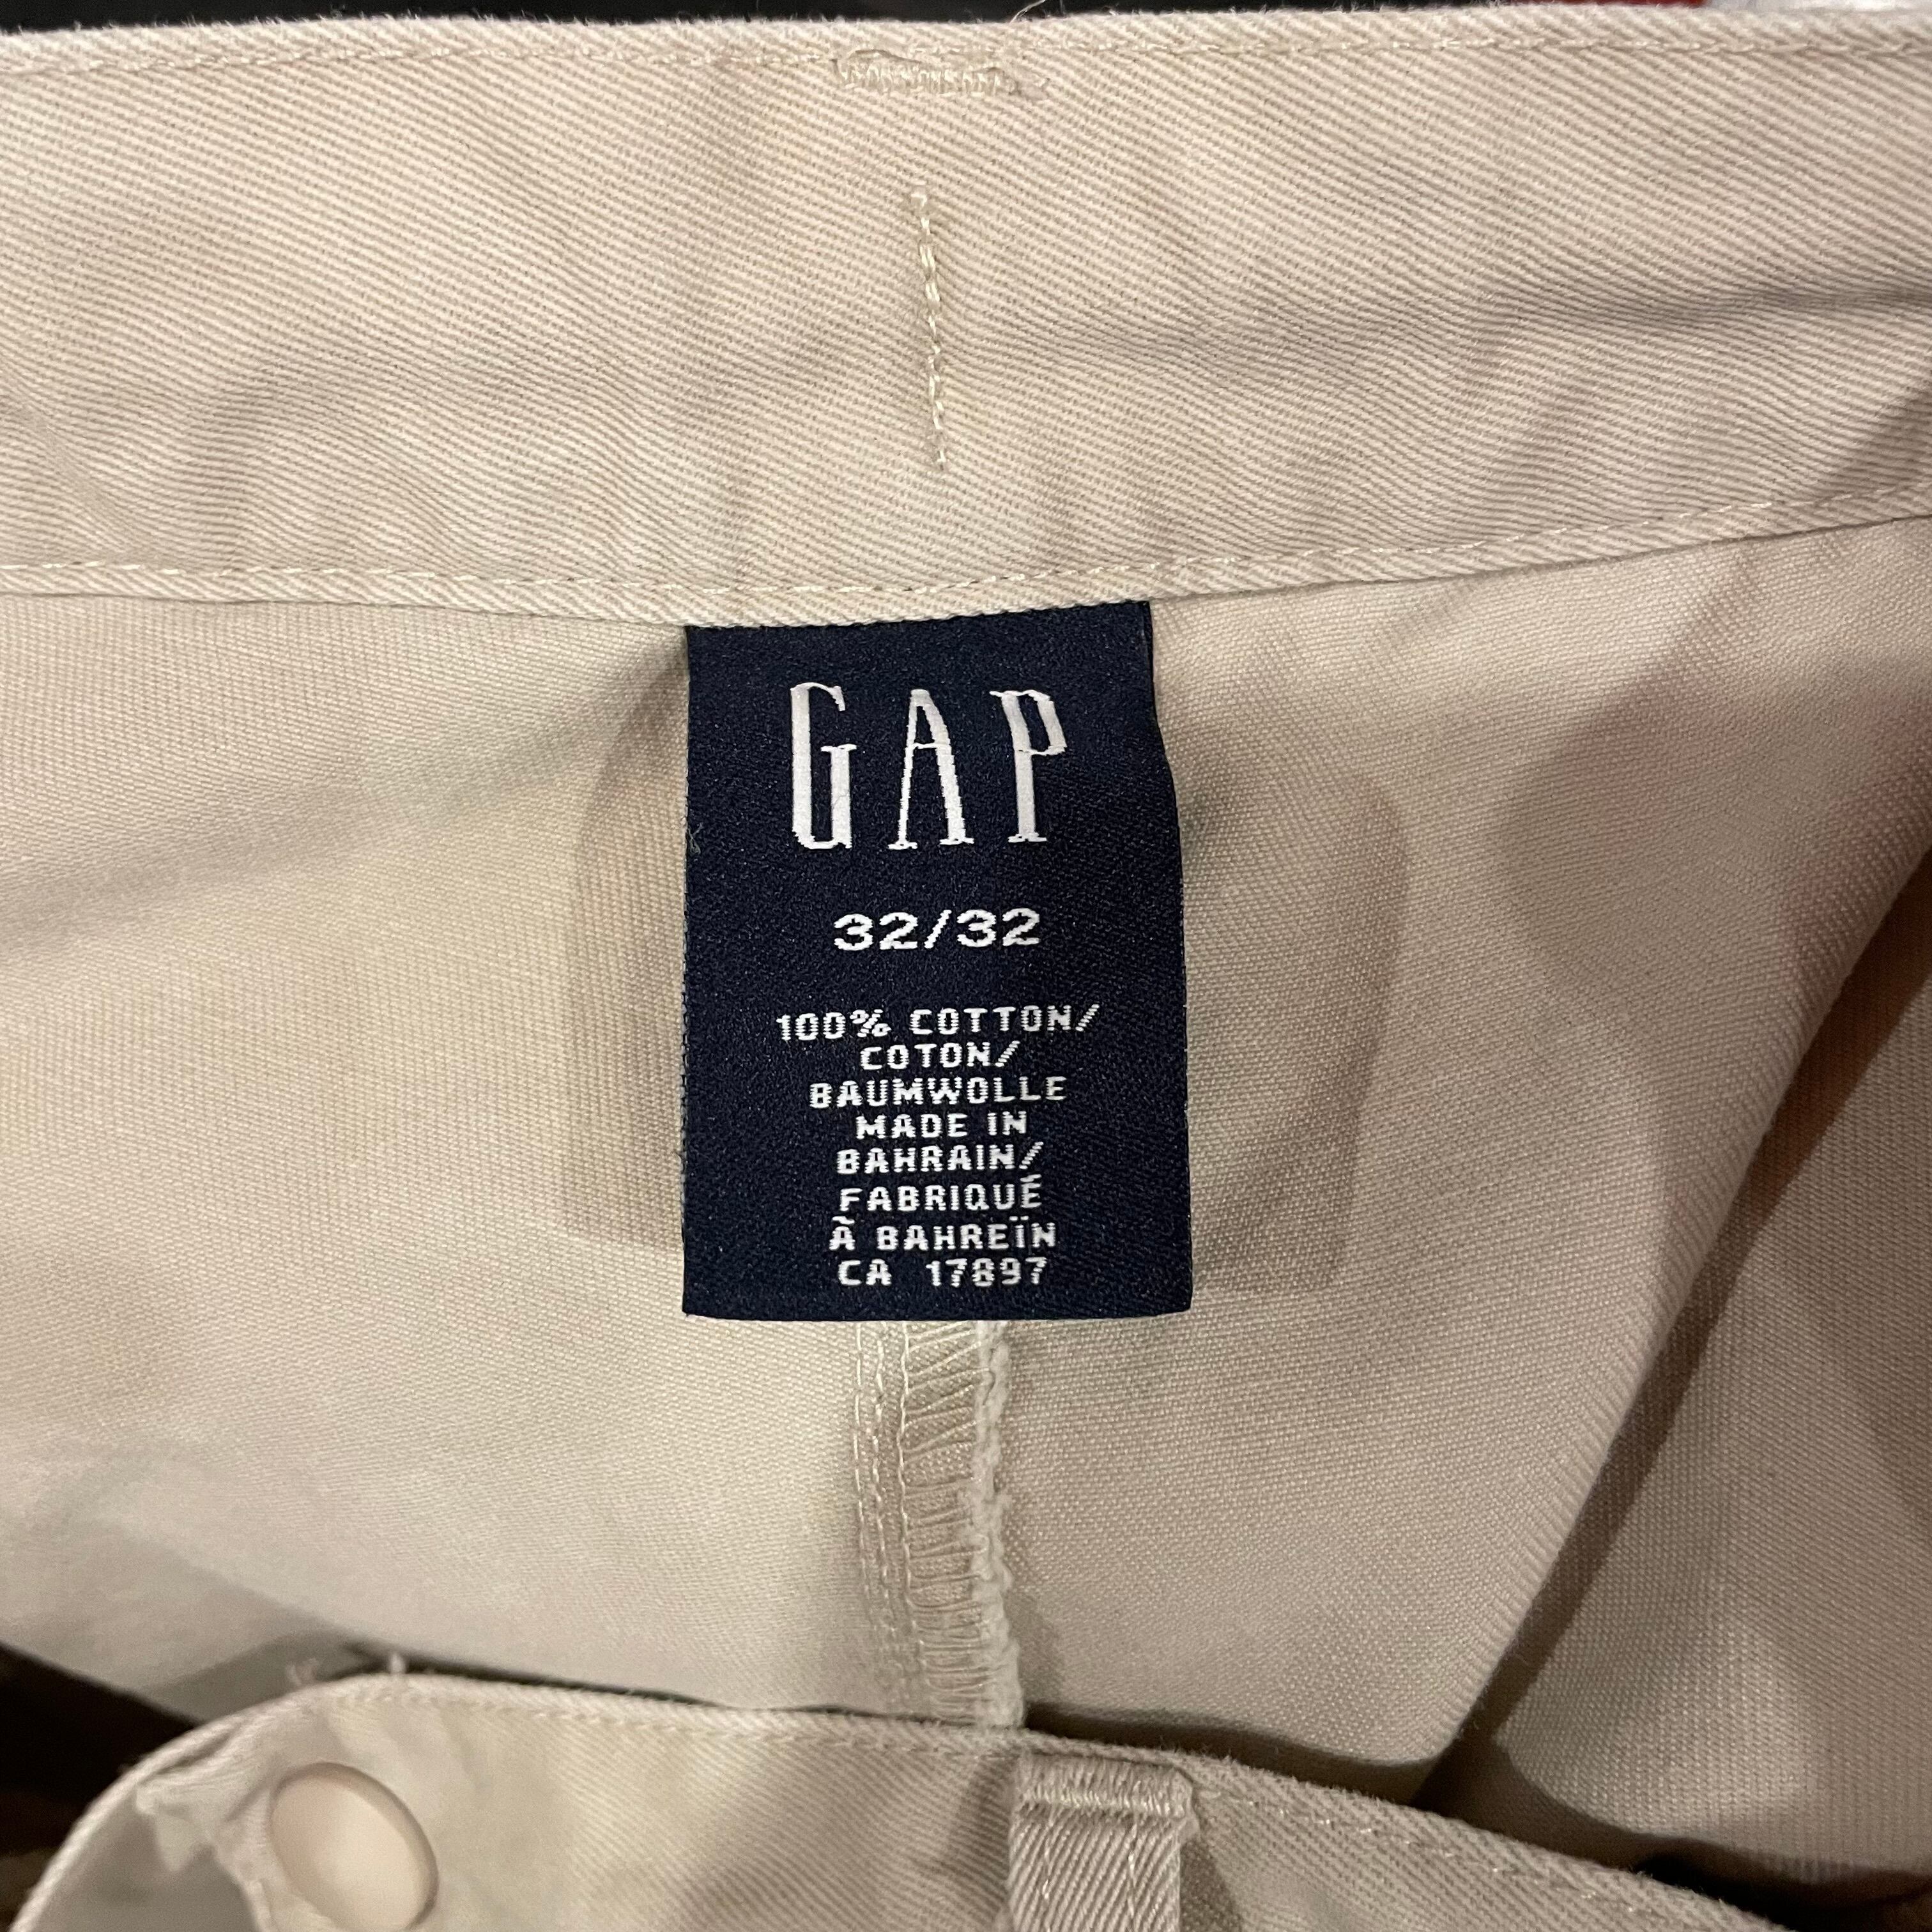 GAP
32/32
100% COTTON/
COTON/
BAUMWOLLE
MADE IN
BAHRAIN/
FABRIQUÉ
À BAHREÏN
CA 17897